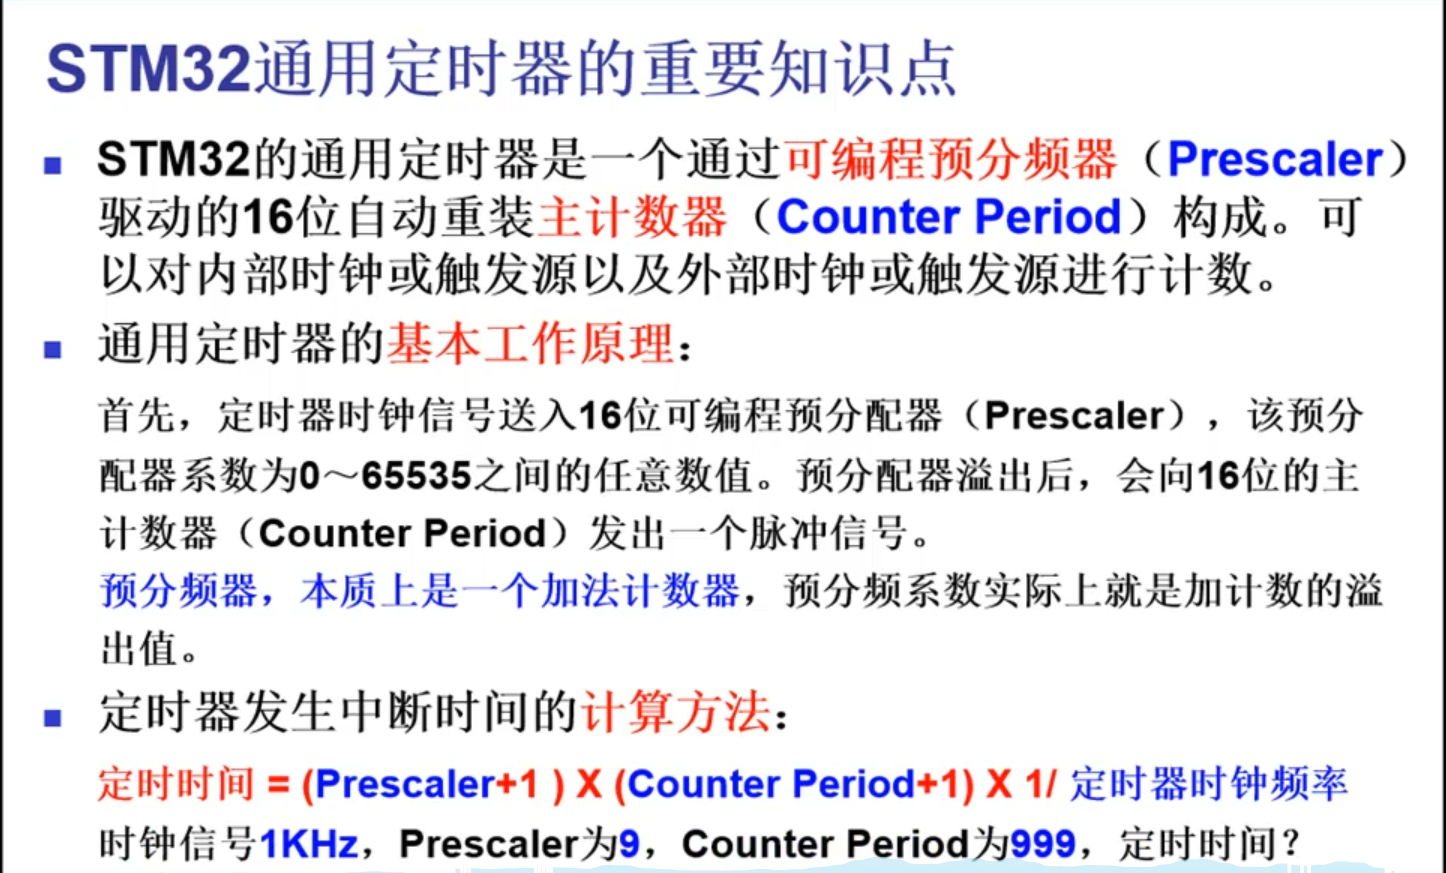 STM32通用定时器的重要知识点
STM32的通用定时器是一个通过可编程预分频器（Prescaler）
驱动的16位自动重装主计数器（Counter Period）构成。可
以对内部时钟或触发源以及外部时钟或触发源进行计数。
通用定时器的基本工作原理：
首先，定时器时钟信号送入16位可编程预分配器（Prescaler），该预分
配器系数为0～65535之间的任意数值。预分配器溢出后，会向16位的主
计数器（Counter Period）发出一个脉冲信号。
预分频器，本质上是一个加法计数器，预分频系数实际上就是加计数的溢
出值。
定时器发生中断时间的计算方法：
定时时间 = (Prescaler+1 ) X (Counter Period+1) X 1/ 定时器时钟频率
时钟信号1KHz，Prescaler为9，Counter Period为999，定时时间？